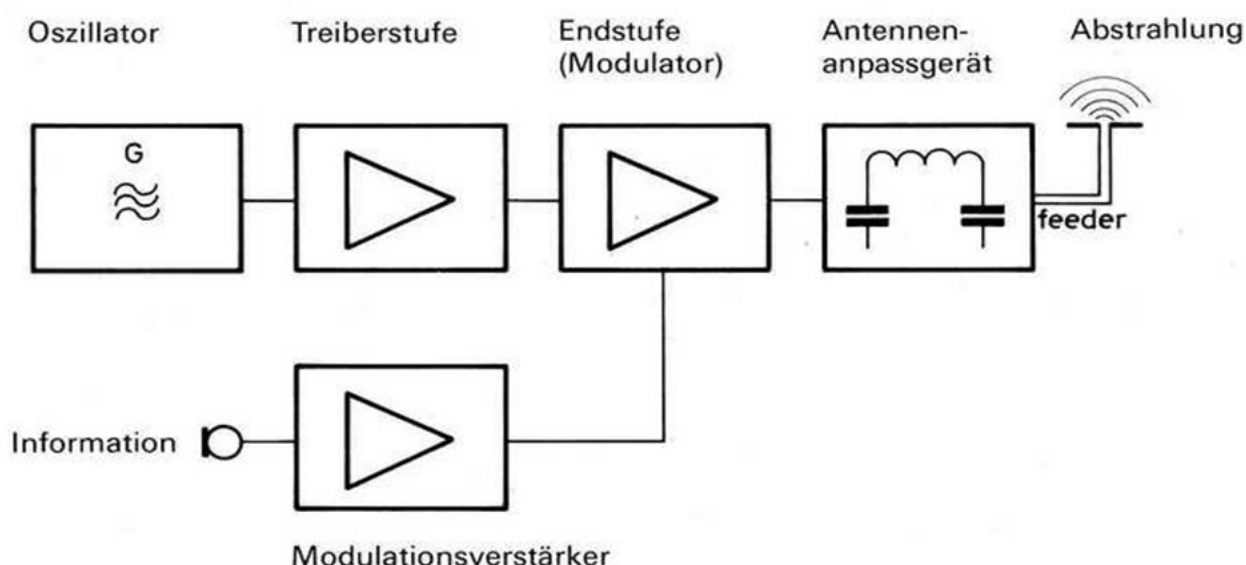 Oszillator
Treiberstufe
Endstufe
(Modulator)
Antennen-
anpassgerät
Abstrahlung
G
feeder
Information
Modulationsverstärker